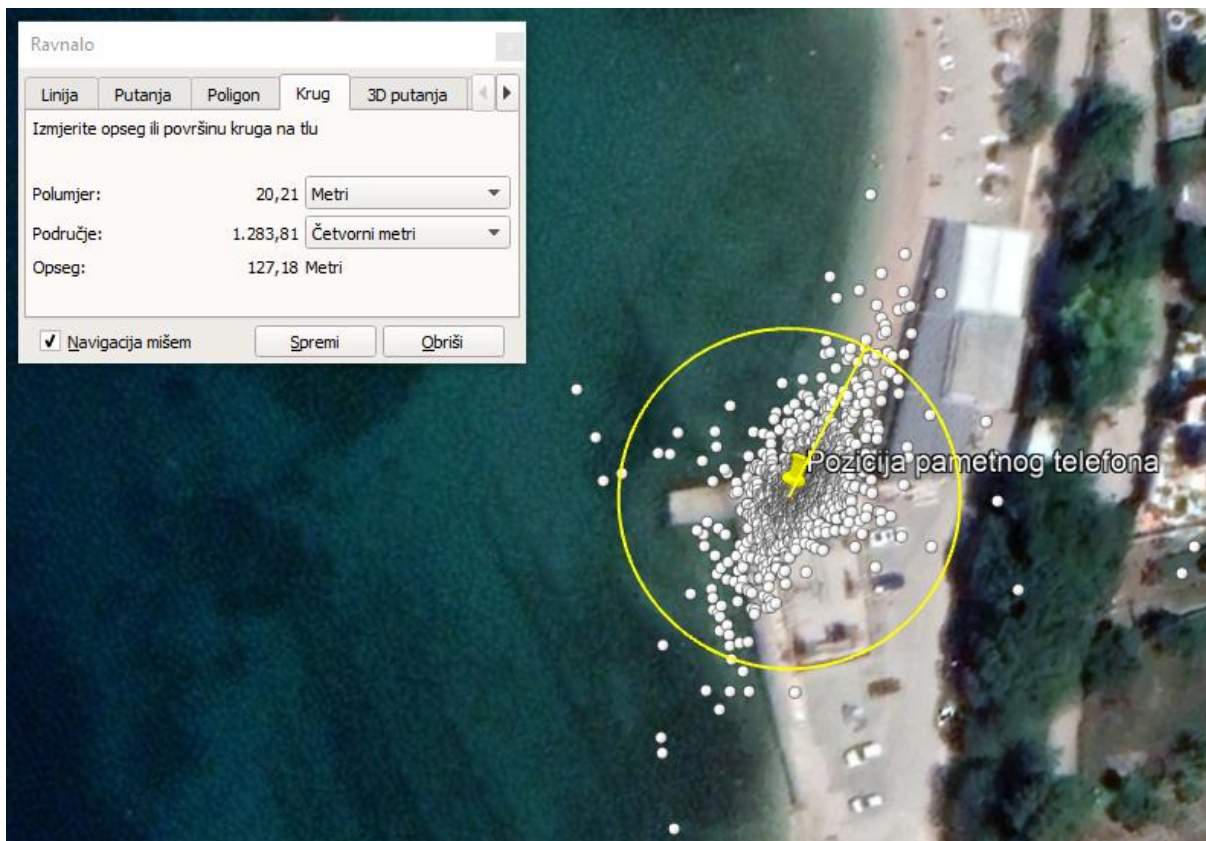 Ravnalo
Linija Putanja Poligon Krug 3D putanja
Izmjerite opseg ili površinu kruga na tlu
Polumjer: 20,21 Metri
Područje: 1.283,81 Četvorni metri
Opseg: 127,18 Metri
Navigacija mišem Spremi Obriši
Pozicija pametnog telefona